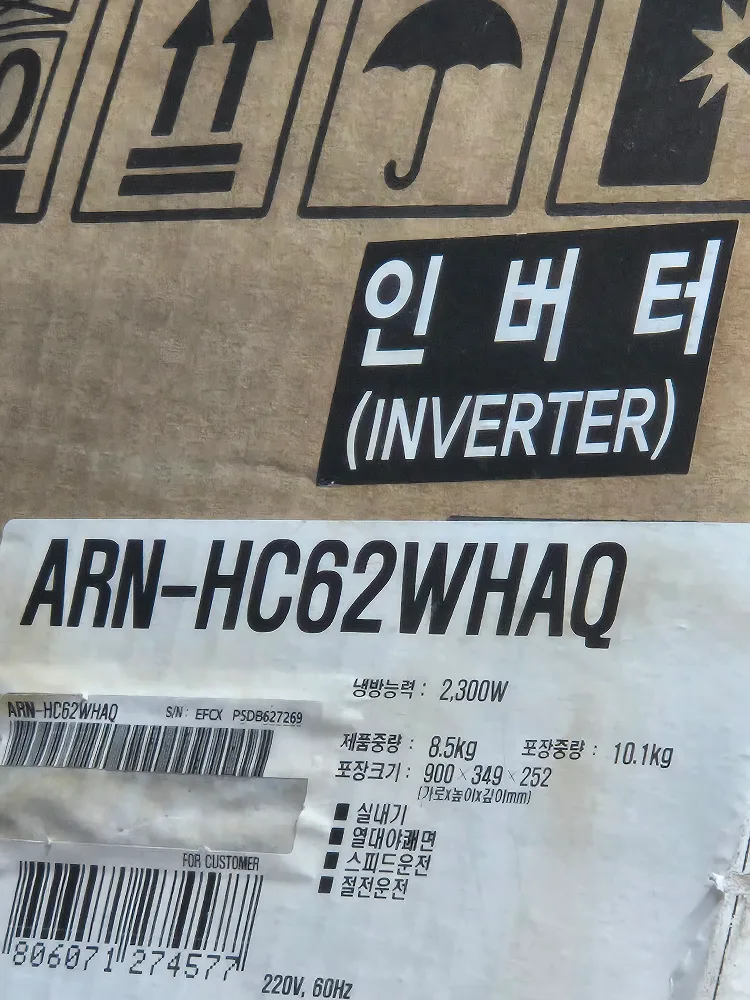 인버터
(INVERTER)
ARN-HC62WHAQ
냉방능력 : 2,300W
ARN-HC62WHAQ S/N : EFCX P5DB627269
제품중량 : 8.5kg 포장중량 : 10.1kg
포장크기 : 900 × 349 × 252
(가로x높이x깊이mm)
■ 실내기
■ 열대야쾌면
■ 스피드운전
■ 절전운전
FOR CUSTOMER
806071 274577
220V, 60Hz